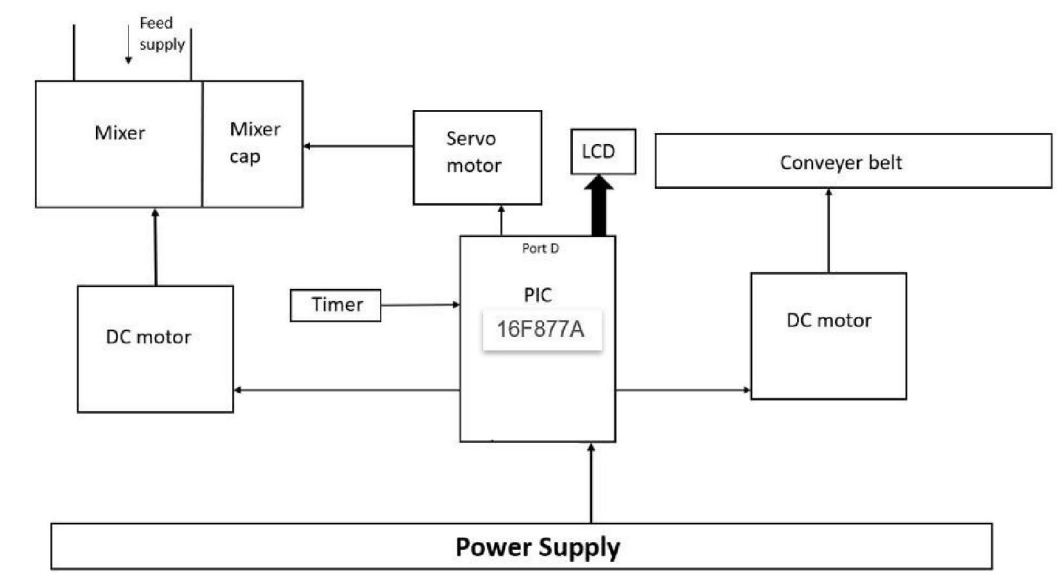 Feed
supply
Mixer
Mixer
cap
Servo
motor
LCD
Conveyer belt
Port D
PIC
16F877A
Timer
DC motor
DC motor
Power Supply